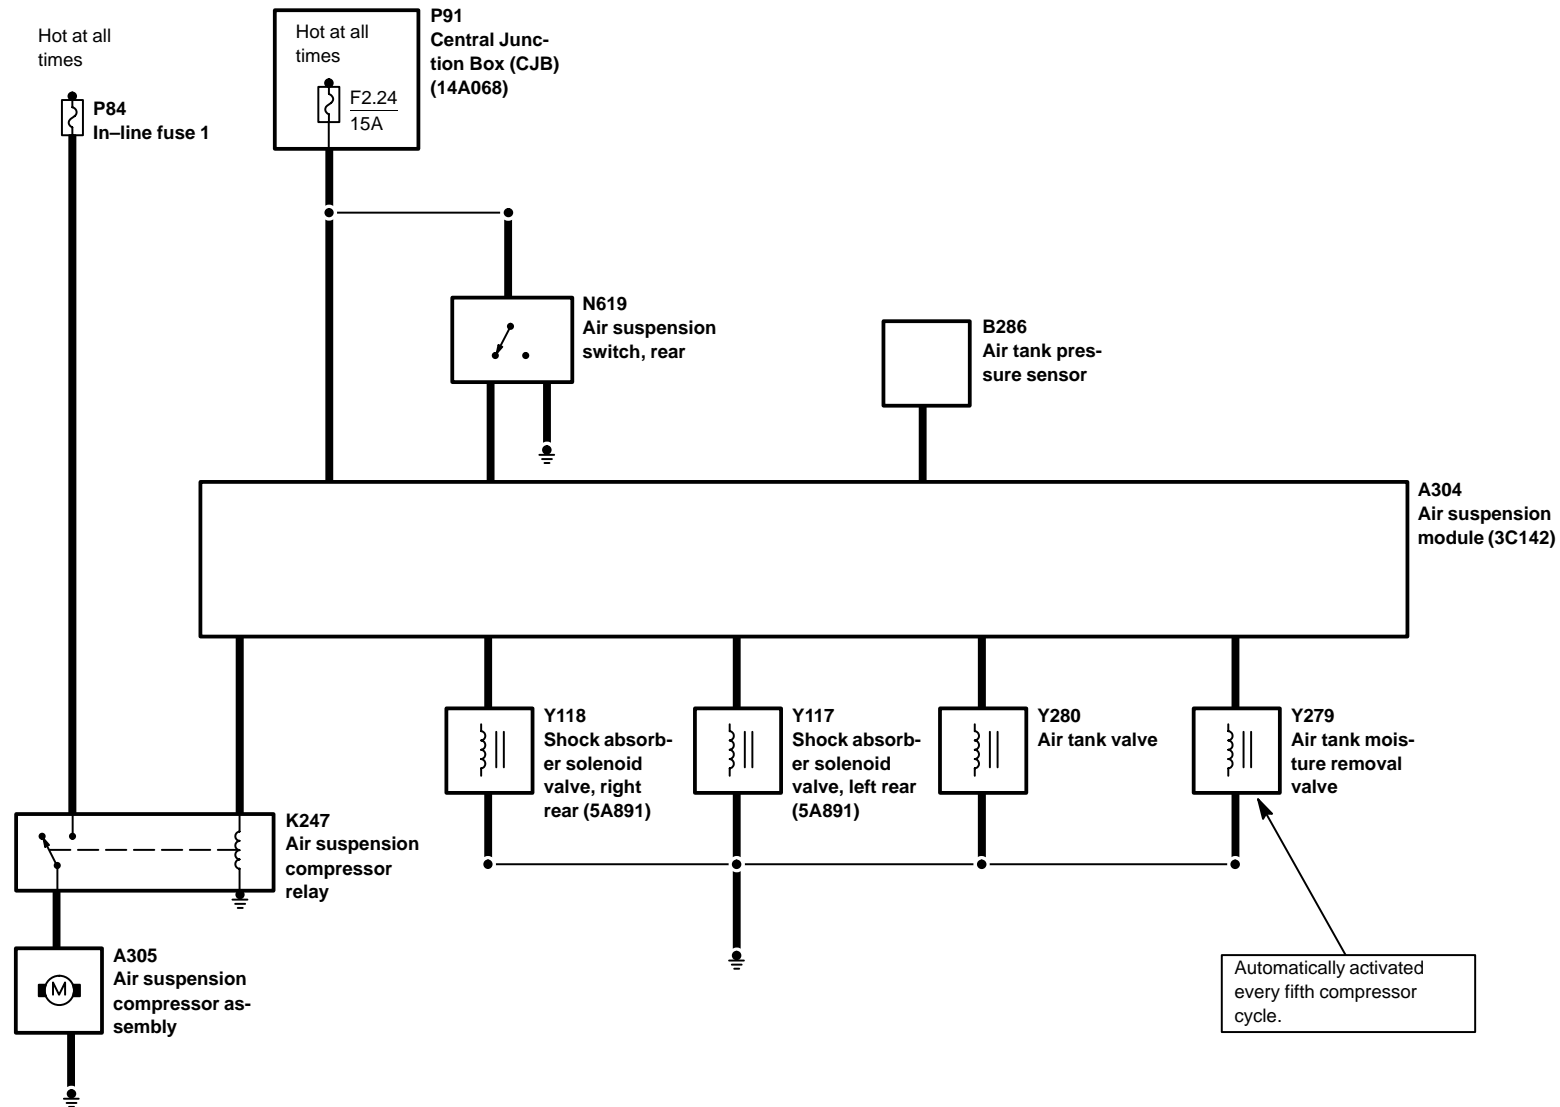 Hot at all
times
P84
In–line fuse 1
Hot at all
times
F2.24
15A
P91
Central Junc-
tion Box (CJB)
(14A068)
N619
Air suspension
switch, rear
B286
Air tank pres-
sure sensor
A304
Air suspension
module (3C142)
Y118
Shock absorb-
er solenoid
valve, right
rear (5A891)
Y117
Shock absorb-
er solenoid
valve, left rear
(5A891)
Y280
Air tank valve
Y279
Air tank mois-
ture removal
valve
K247
Air suspension
compressor
relay
M
A305
Air suspension
compressor as-
sembly
Automatically activated
every fifth compressor
cycle.